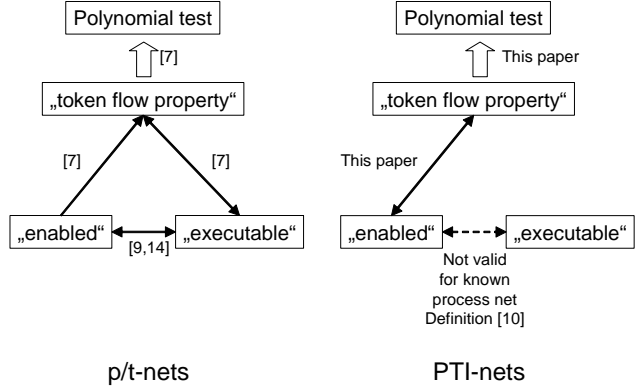 Polynomial test
[7]
„token flow property“
[7]
[7]
„enabled“
„executable“
[9,14]
p/t-nets
Polynomial test
This paper
„token flow property“
This paper
„enabled“
„executable“
Not valid
for known
process net
Definition [10]
PTI-nets